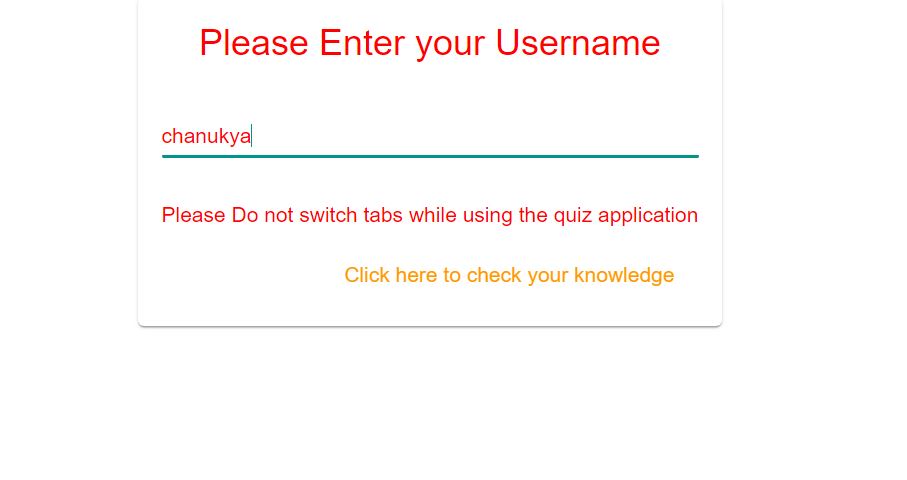 Please Enter your Username
chanukya
Please Do not switch tabs while using the quiz application
Click here to check your knowledge